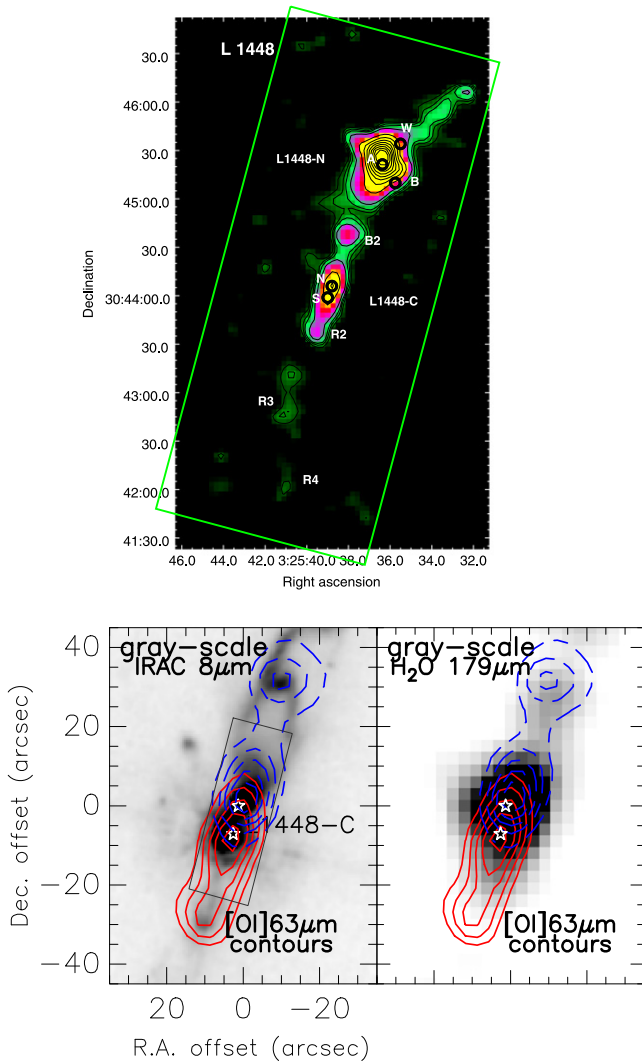 L 1448
30.0
46:00.0
W
30.0
L1448-N
A
B
45:00.0
30.0
B2
N
30:44:00.0
S
L1448-C
R2
30.0
43:00.0
R3
30.0
R4
42:00.0
41:30.0
Declination
46.0 44.0 42.0 3:25:40.0 38.0 36.0 34.0 32.0
Right ascension
gray-scale
IRAC 8μm
gray-scale
H₂O 179μm
40
20
0
-20
-40
448-C
[OI]63μm
contours
[OI]63μm
contours
Dec. offset (arcsec)
20 0 -20
R.A. offset (arcsec)